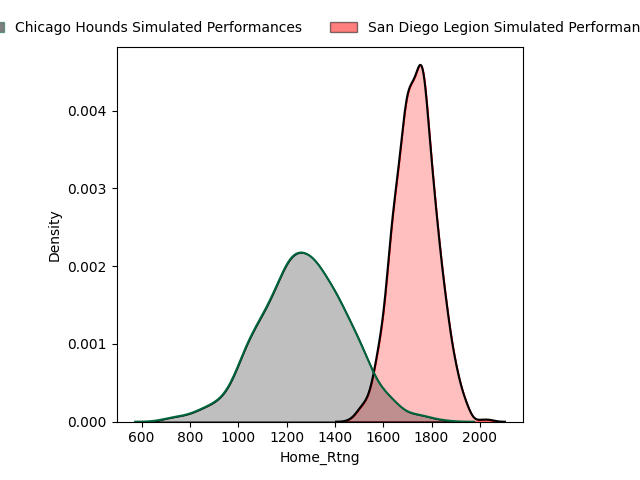 Chicago Hounds Simulated Performances
San Diego Legion Simulated Performan
0.004
0.003
0.002
0.001
0.000
Density
600 800 1000 1200 1400 1600 1800 2000
Home_Rtng